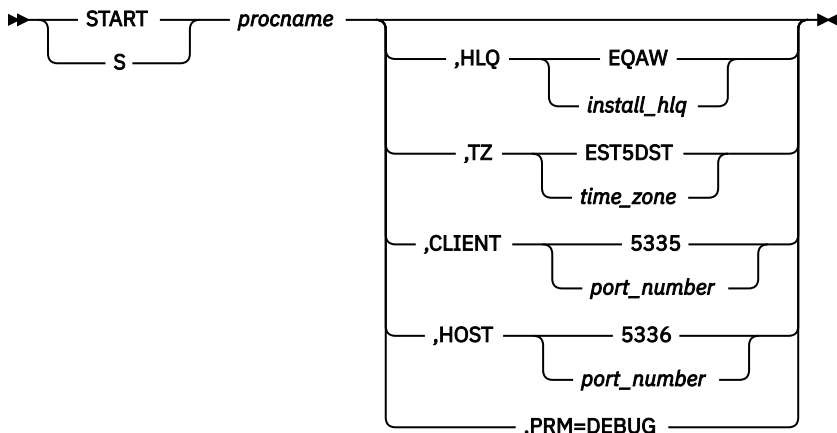 START procname
S
,HLQ EQAW
install_hlq
,TZ EST5DST
time_zone
,CLIENT 5335
port_number
,HOST 5336
port_number
,PRM=DEBUG